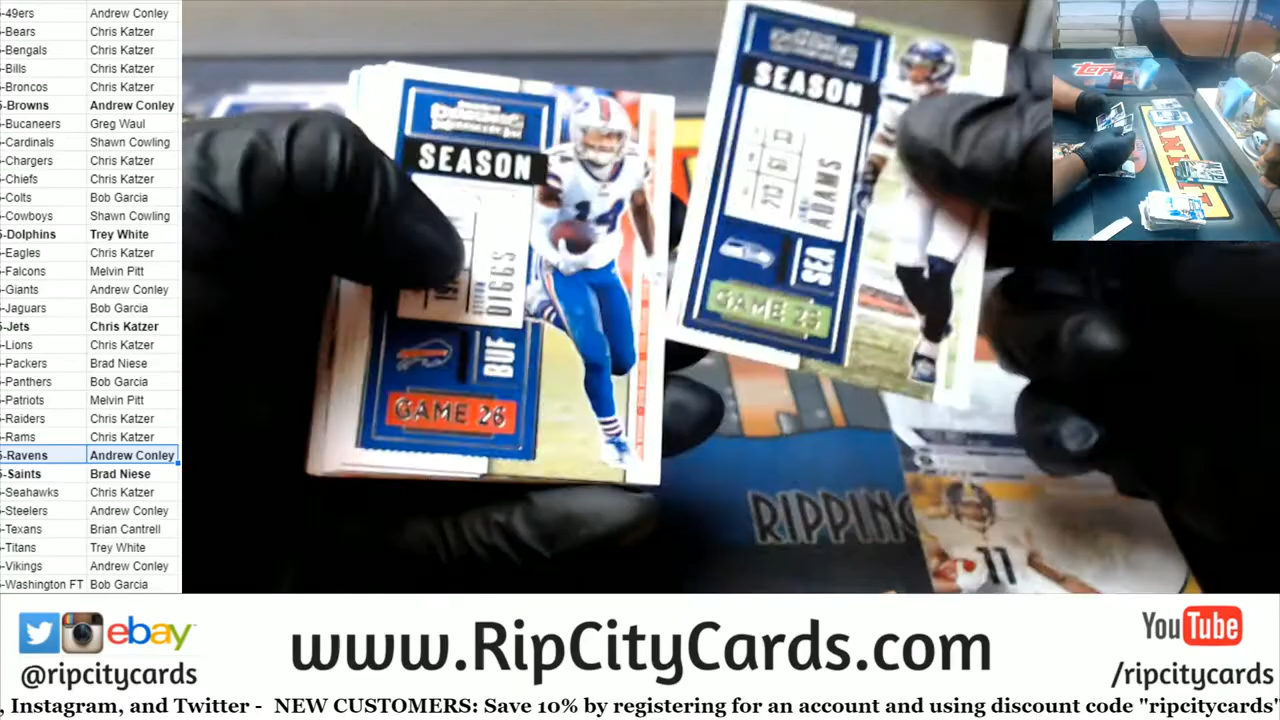 -49ers Andrew Conley
-Bears Chris Katzer
-Bengals Chris Katzer
-Bills Chris Katzer
-Broncos Chris Katzer
-Browns Andrew Conley
-Bucaneers Greg Waul
-Cardinals Shawn Cowling
-Chargers Chris Katzer
-Chiefs Chris Katzer
-Colts Bob Garcia
-Cowboys Shawn Cowling
-Dolphins Trey White
-Eagles Chris Katzer
-Falcons Melvin Pitt
-Giants Andrew Conley
-Jaguars Bob Garcia
-Jets Chris Katzer
-Lions Chris Katzer
-Packers Brad Niese
-Panthers Bob Garcia
-Patriots Melvin Pitt
-Raiders Chris Katzer
-Rams Chris Katzer
-Ravens Andrew Conley
-Saints Brad Niese
-Seahawks Chris Katzer
-Steelers Andrew Conley
-Texans Brian Cantrell
-Titans Trey White
-Vikings Andrew Conley
-Washington FT Bob Garcia
SEASON
DIGGS
BUF
GAME 26
14
SEASON
ADAMS
SEA
GAME 26
RIPPING
11
ebay
@ripcitycards
www.RipCityCards.com
YouTube
/ripcitycards
, Instagram, and Twitter - NEW CUSTOMERS: Save 10% by registering for an account and using discount code "ripcitycards"